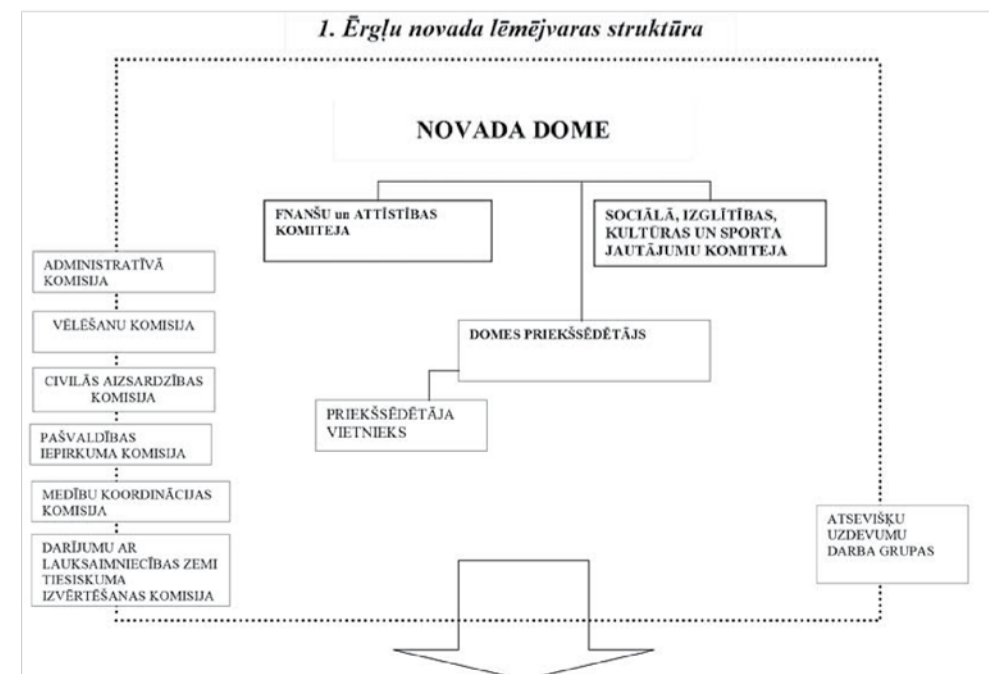 1. Ērgļu novada lēmējvaras struktūra
NOVADA DOME
FNANŠU un ATTĪSTĪBAS
KOMITEJA
SOCIĀLĀ, IZGLĪTĪBAS,
KULTŪRAS UN SPORTA
JAUTĀJUMU KOMITEJA
ADMINISTRATĪVĀ
KOMISIJA
VĒLĒŠANU KOMISIJA
CIVILĀS AIZSARDZĪBAS
KOMISIJA
PAŠVALDĪBAS
IEPIRKUMA KOMISIJA
MEDĪBU KOORDINĀCIJAS
KOMISIJA
DARĪJUMU AR
LAUKSAIMNIECĪBAS ZEMI
TIESISKUMA
IZVĒRTĒŠANAS KOMISIJA
DOMES PRIEKŠSĒDĒTĀJS
PRIEKŠSĒDĒTĀJA
VIETNIEKS
ATSEVIŠĶU
UZDEVUMU
DARBA GRUPAS